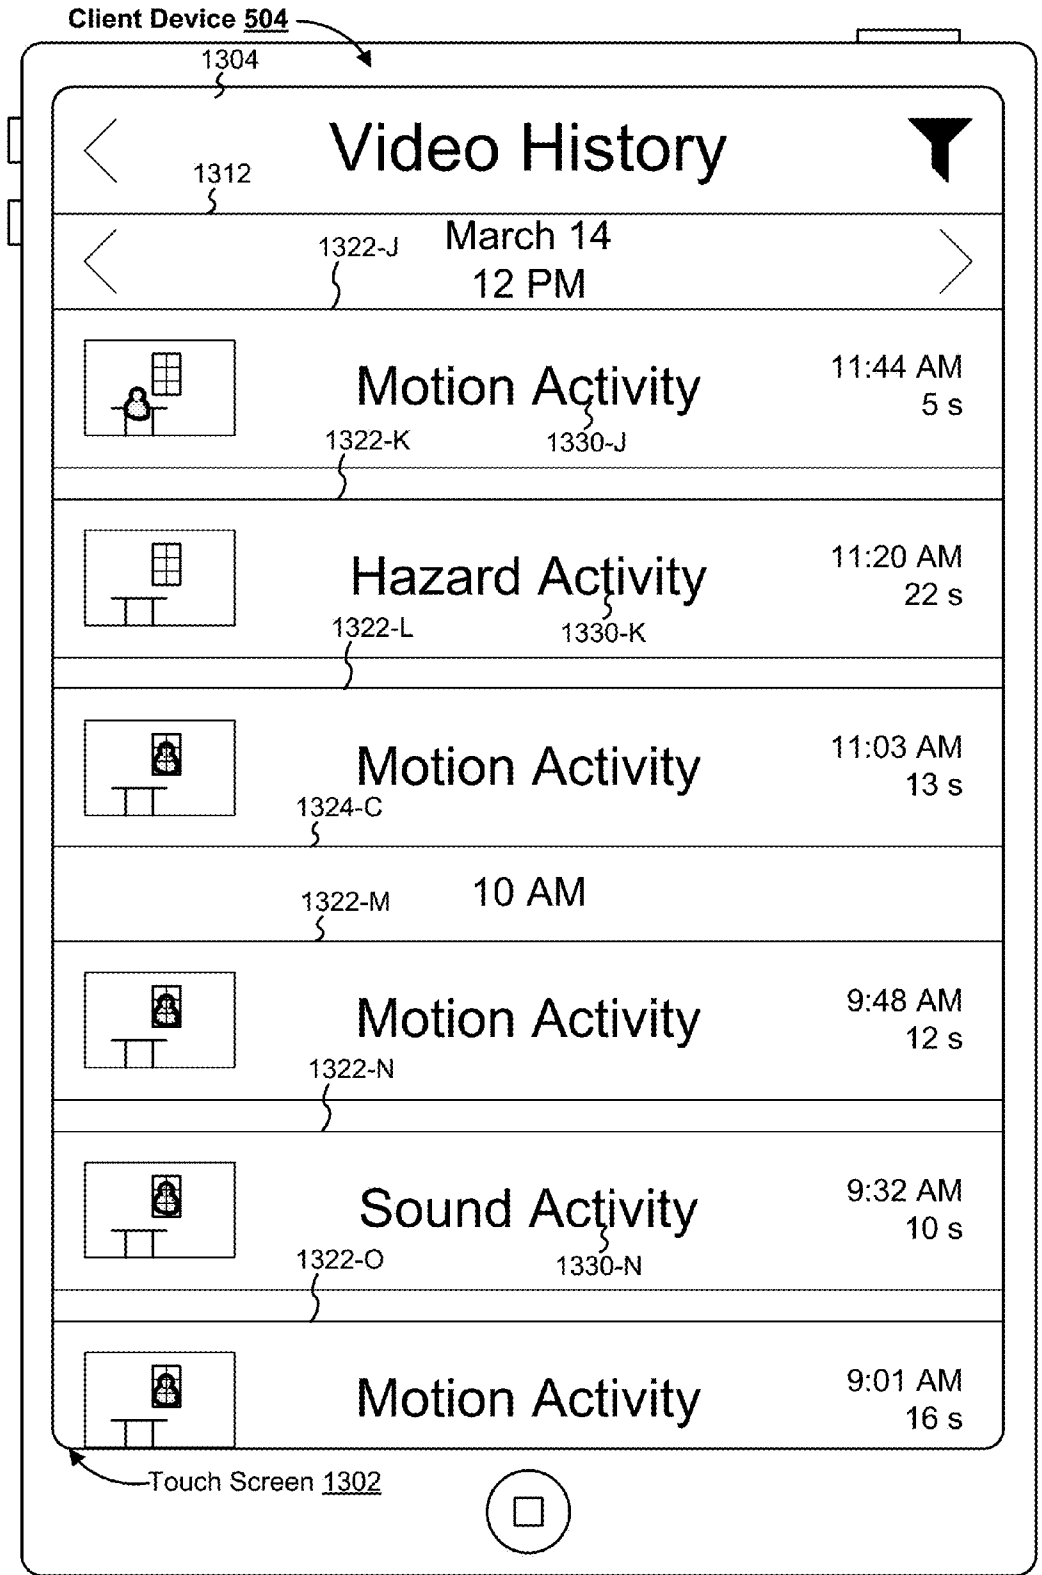 Client Device 504
1304
Video History
1312
March 14
1322-J
12 PM
Motion Activity
11:44 AM
5 s
1330-J
1322-K
Hazard Activity
11:20 AM
22 s
1330-K
1322-L
Motion Activity
11:03 AM
13 s
1324-C
10 AM
1322-M
Motion Activity
9:48 AM
12 s
1322-N
Sound Activity
9:32 AM
10 s
1330-N
1322-O
Motion Activity
9:01 AM
16 s
Touch Screen 1302